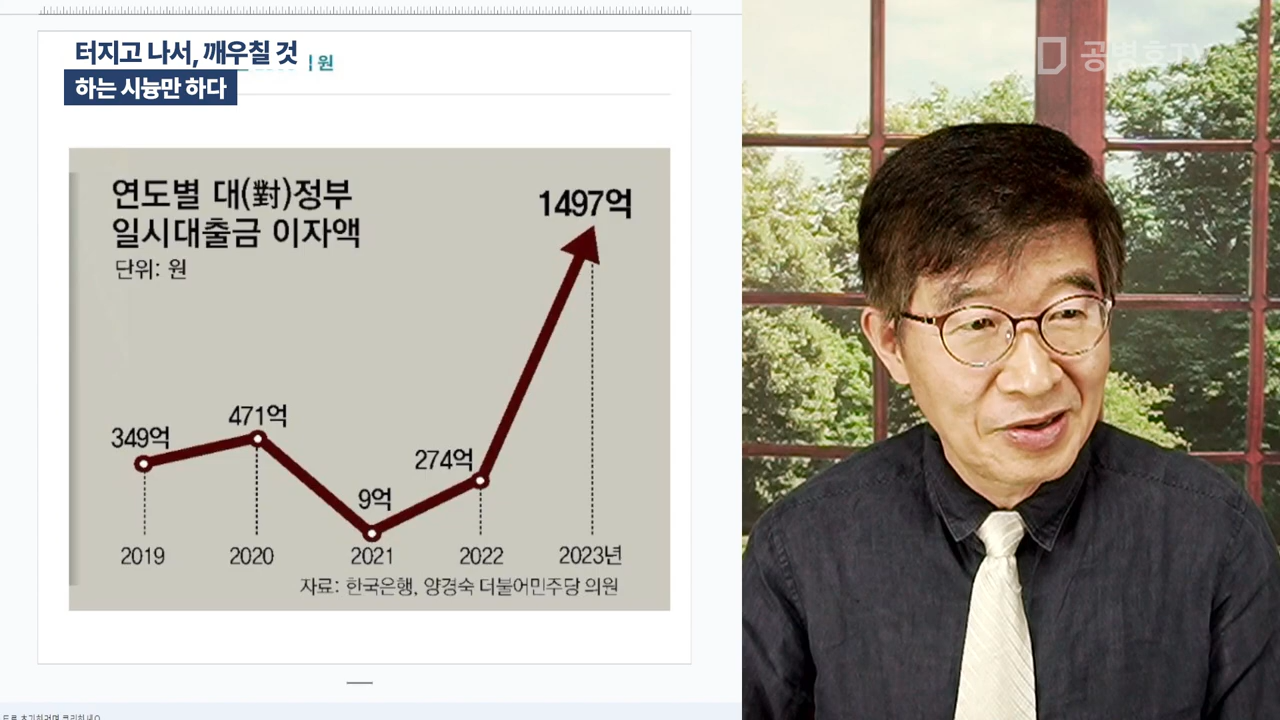 터지고 나서, 깨우칠 것
원
하는 시늉만 하다
공병호TV
연도별 대(對)정부
일시대출금 이자액
단위: 원
1497억
471억
349억
274억
9억
2019 2020 2021 2022 2023년
자료: 한국은행, 양경숙 더불어민주당 의원